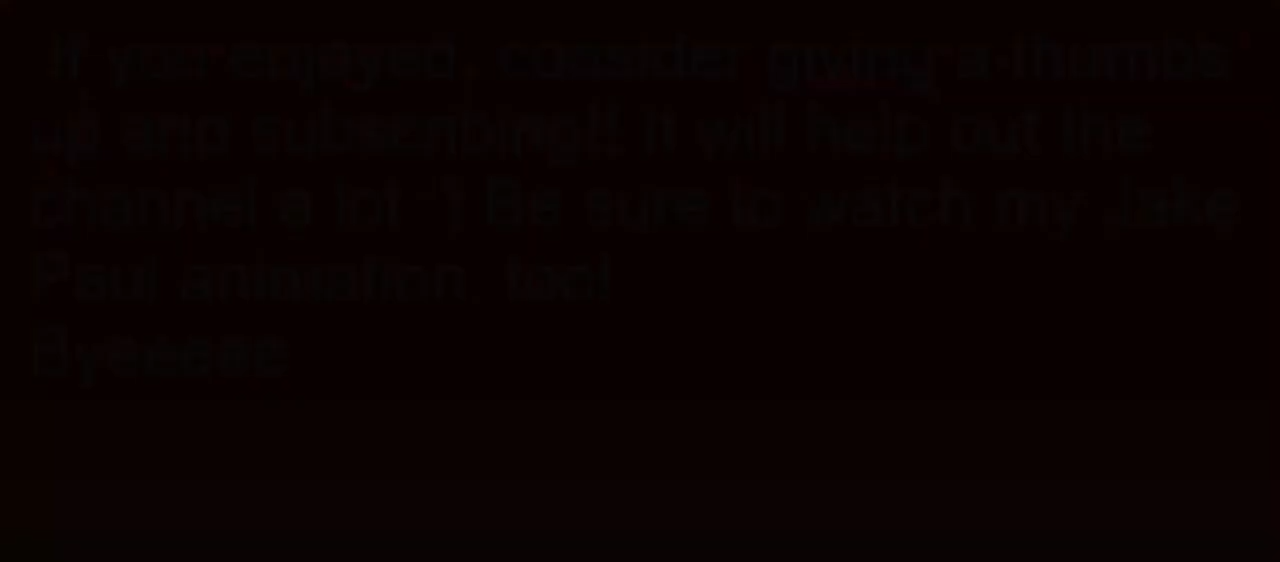 If you enjoyed, consider giving a thumbs
up and subscribing!! It will help out the
channel a lot :) Be sure to watch my Jake
Paul animation, too!
Byeeeee